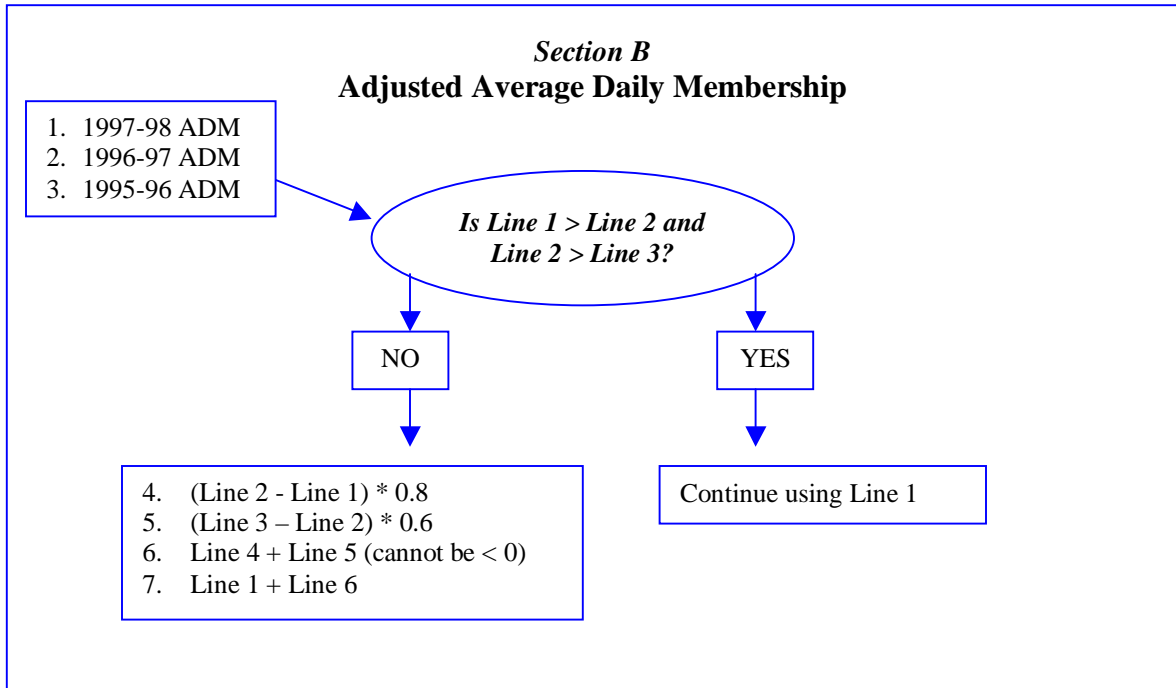 Section B
Adjusted Average Daily Membership
1. 1997-98 ADM
2. 1996-97 ADM
3. 1995-96 ADM
Is Line 1 > Line 2 and
Line 2 > Line 3?
NO
YES
4. (Line 2 - Line 1) * 0.8
5. (Line 3 – Line 2) * 0.6
6. Line 4 + Line 5 (cannot be < 0)
7. Line 1 + Line 6
Continue using Line 1